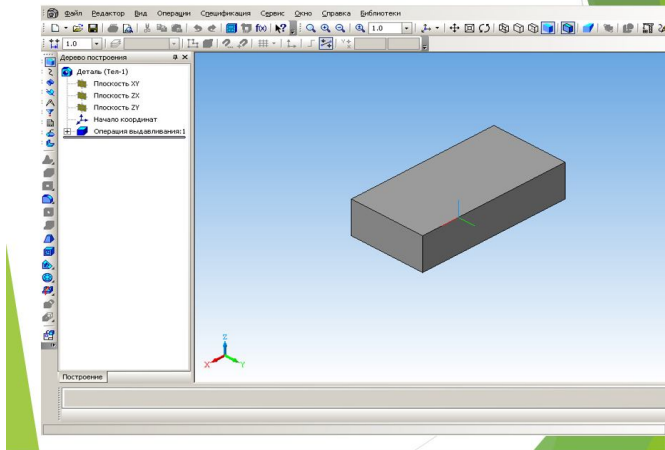 Файл Редактор Вид Операции Спецификация Сервис Окно Справка Библиотеки
f(x) 1.0
1.0
Дерево построения
Деталь (Тел-1)
Плоскость XY
Плоскость ZX
Плоскость ZY
Начало координат
Операция выдавливания:1
Z
X Y
Построение